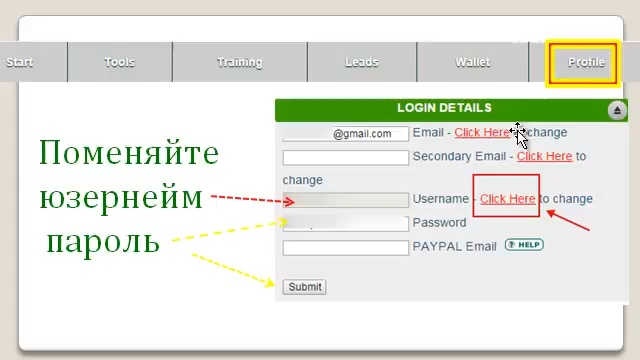 Start Tools Training Leads Wallet Profile
LOGIN DETAILS
@gmail.com Email - Click Here to change
Secondary Email - Click Here to
change
Username - Click Here to change
Password
PAYPAL Email ? HELP
Submit
Поменяйте
юзернейм
пароль